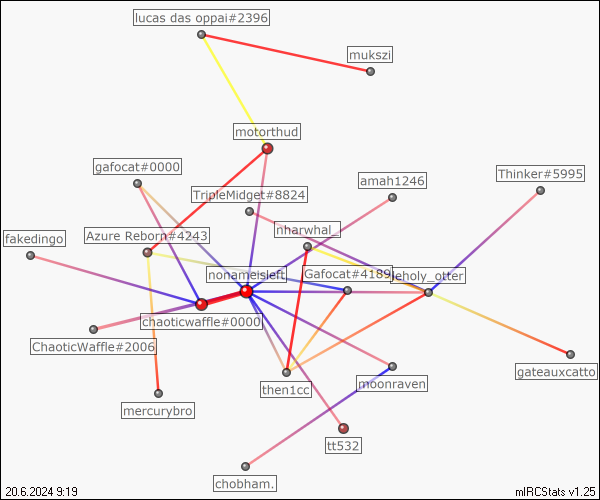 lucas das oppai#2396
mukszi
motorthud
gafocat#0000
TripleMidget#8824
amah1246
Thinker#5995
fakedingo
Azure Reborn#4243
nharwhal_
nonameisleft
Gafocat#4189
leholy_otter
chaoticwaffle#0000
ChaoticWaffle#2006
gateauxcatto
mercurybro
then1cc
moonraven
tt532
chobham.
20.6.2024 9:19
mIRCStats v1.25